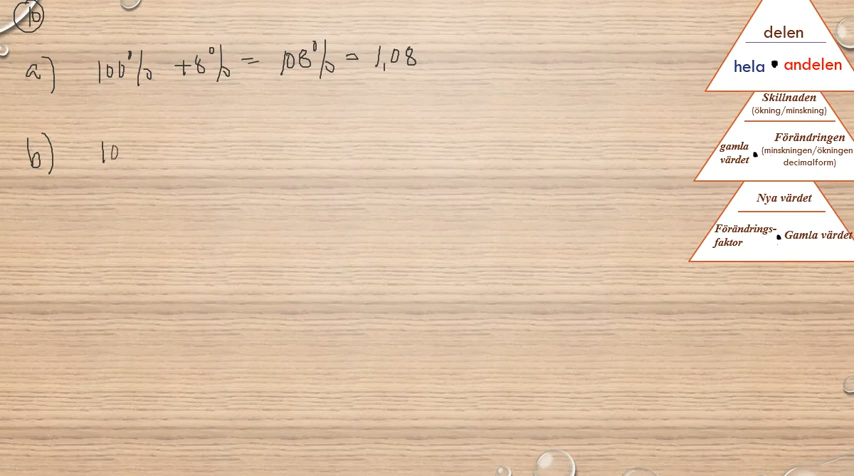 10
a) 100% +8% = 108% = 1,08
b) 10
delen
hela • andelen
Skillnaden
(ökning/minskning)
gamla värdet • Förändringen
(minskningen/ökningen
decimalform)
Nya värdet
Förändrings-
faktor • Gamla värdet